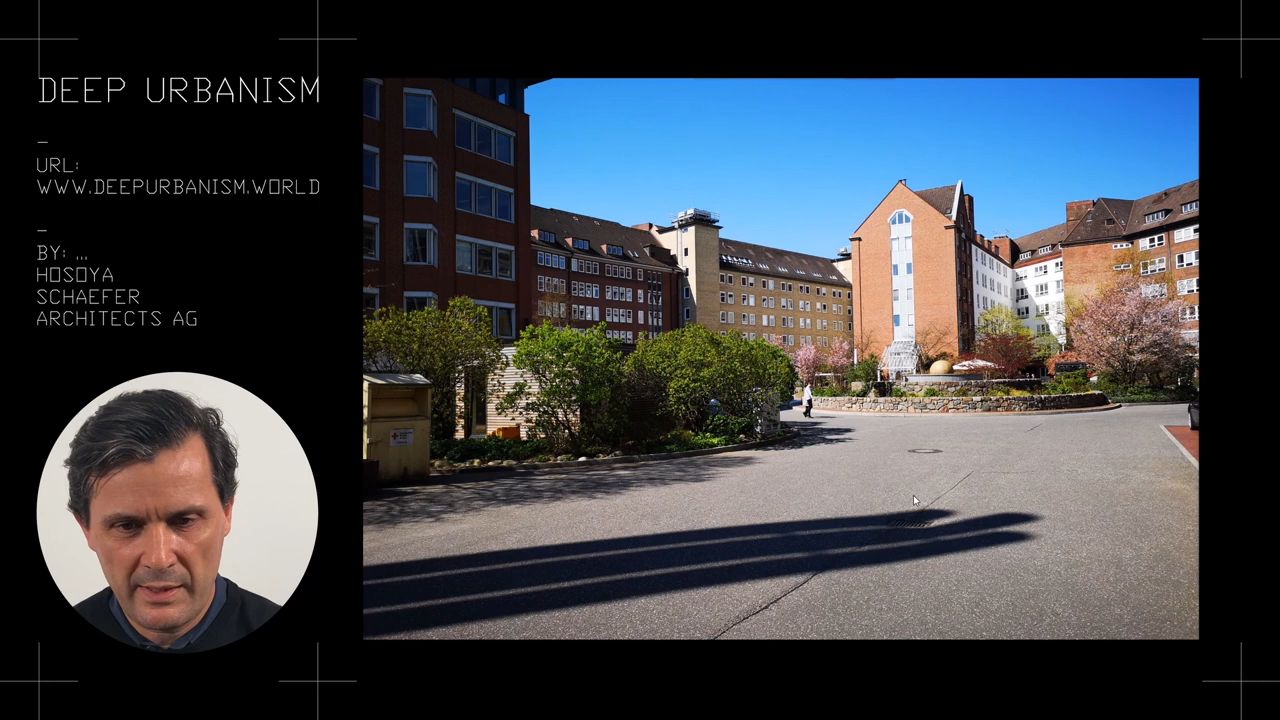 DEEP URBANISM
–
URL:
WWW.DEEPURBANISM.WORLD
–
BY: ...
HOSOYA
SCHAEFER
ARCHITECTS AG